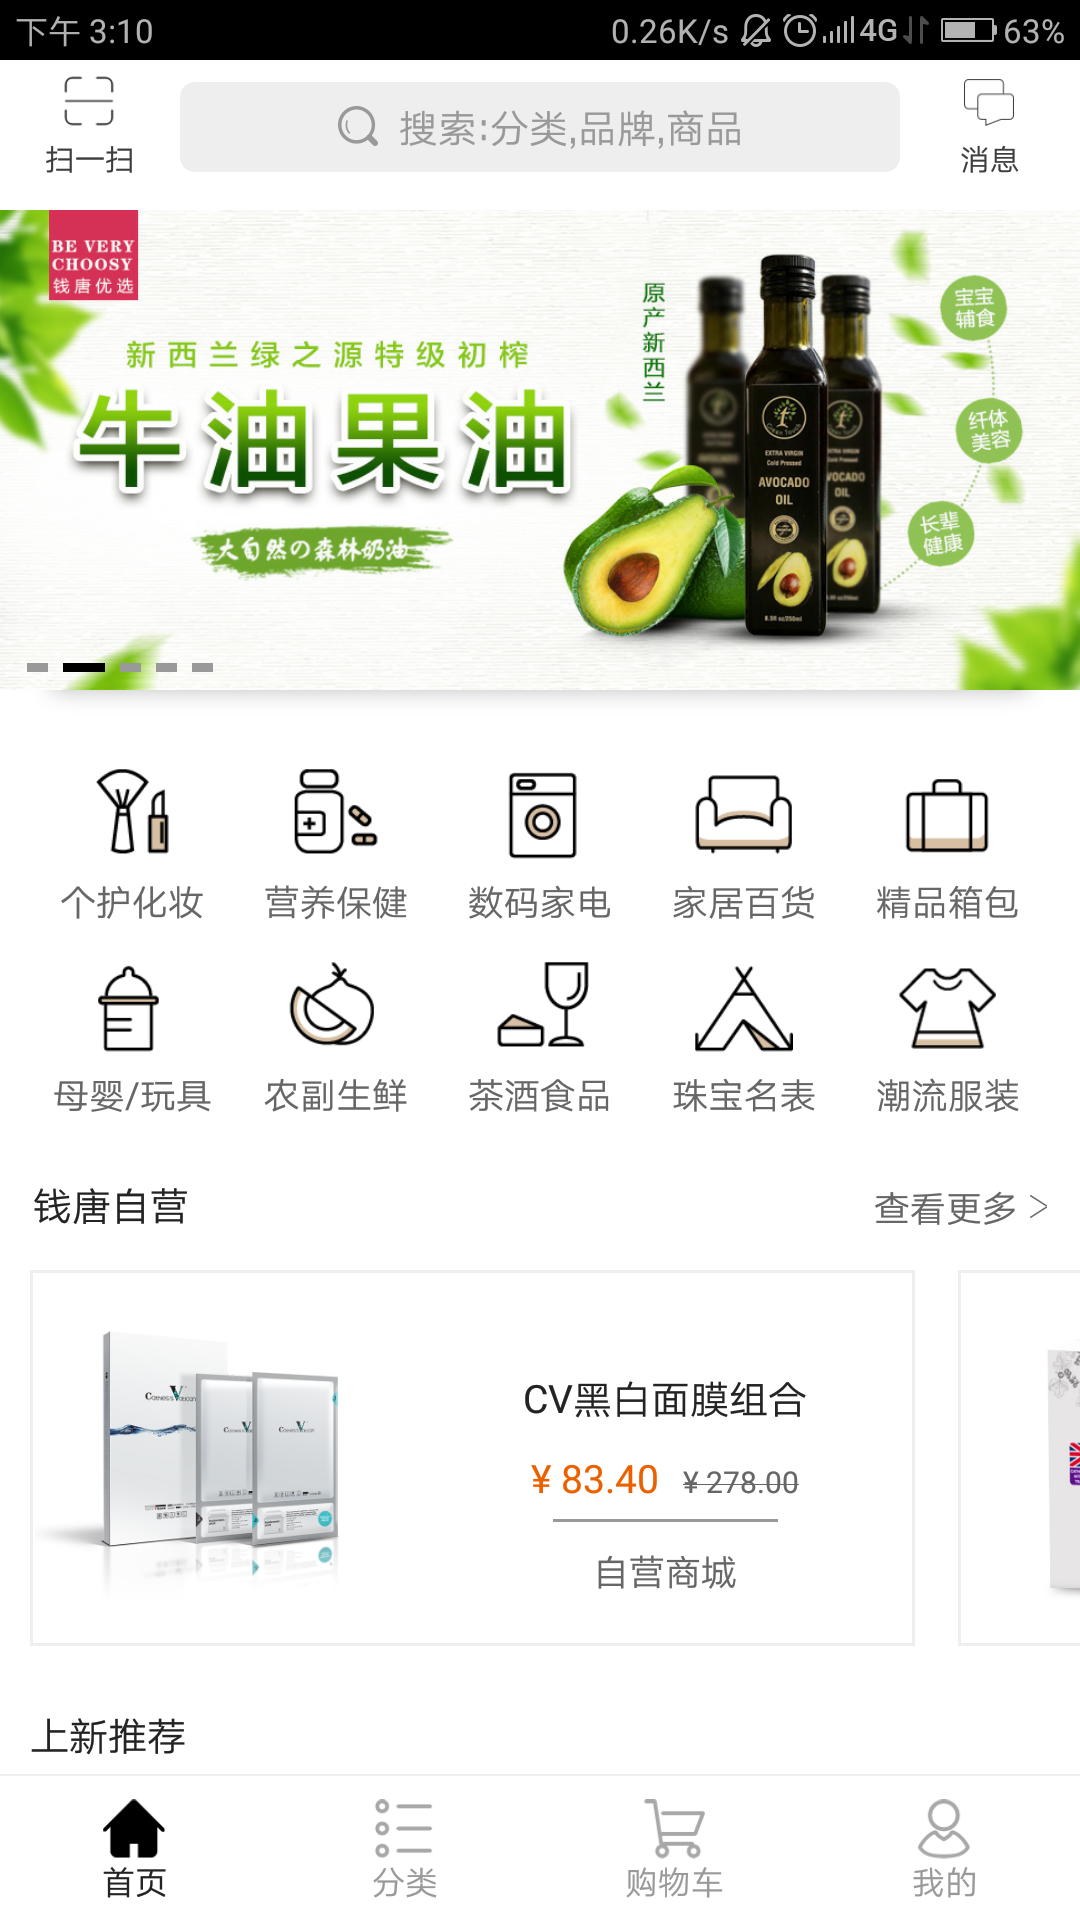 下午 3:10
0.26K/s 4G 63%
扫一扫
搜索:分类,品牌,商品
消息
BE VERY
CHOOSY
钱唐优选
新西兰绿之源特级初榨
牛油果油
大自然の森林奶油
原产新西兰
EXTRA VIRGIN
Cold Pressed
AVOCADO
OIL
宝宝
辅食
纤体
美容
长辈
健康
个护化妆
营养保健
数码家电
家居百货
精品箱包
母婴/玩具
农副生鲜
茶酒食品
珠宝名表
潮流服装
钱唐自营
查看更多 >
CV黑白面膜组合
¥ 83.40 ¥ 278.00
自营商城
上新推荐
首页
分类
购物车
我的